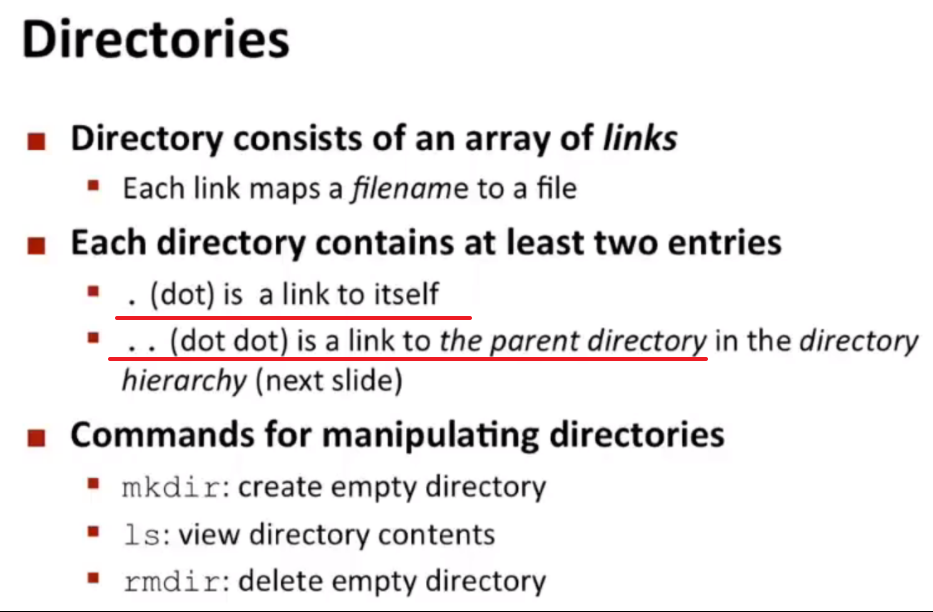 Directories
Directory consists of an array of links
Each link maps a filename to a file
Each directory contains at least two entries
. (dot) is a link to itself
.. (dot dot) is a link to the parent directory in the directory
hierarchy (next slide)
Commands for manipulating directories
mkdir: create empty directory
ls: view directory contents
rmdir: delete empty directory